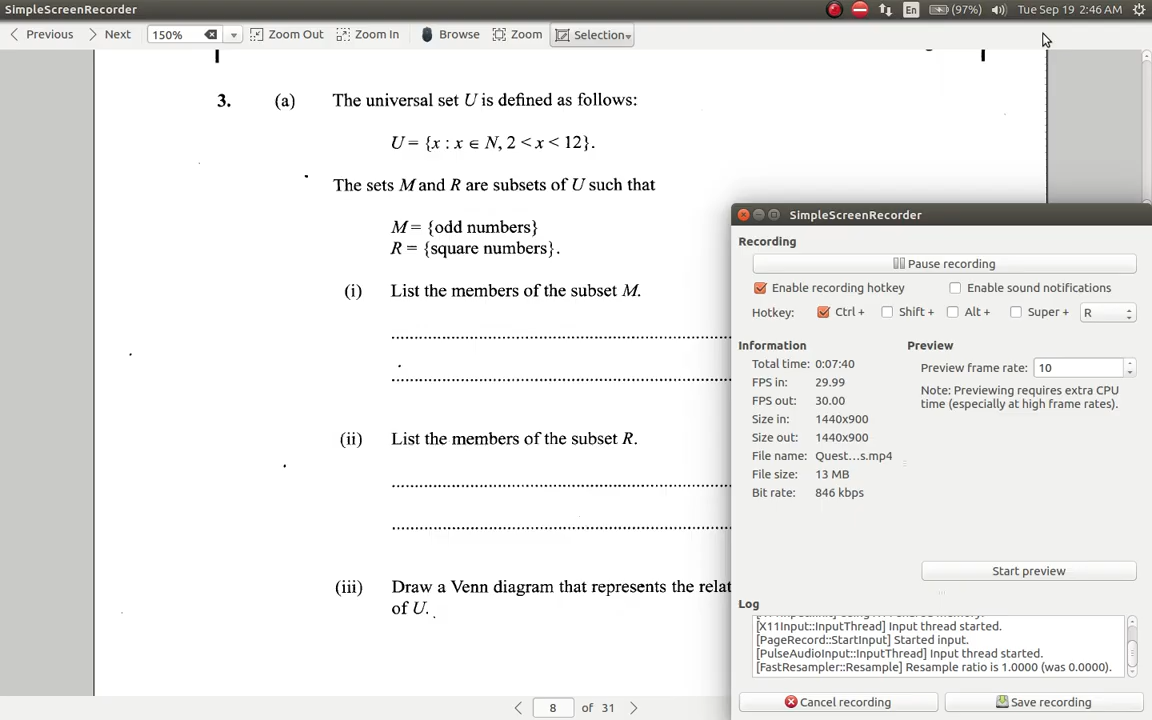 SimpleScreenRecorder
En
(97%)
Tue Sep 19 2:46 AM
Previous
Next
150%
Zoom Out
Zoom In
Browse
Zoom
Selection
3. (a) The universal set U is defined as follows:
U = {x : x ∈ N, 2 < x < 12}.
The sets M and R are subsets of U such that
M = {odd numbers}
R = {square numbers}.
(i) List the members of the subset M.
(ii) List the members of the subset R.
(iii) Draw a Venn diagram that represents the relat
of U.
SimpleScreenRecorder
Recording
Pause recording
Enable recording hotkey
Enable sound notifications
Hotkey:
Ctrl +
Shift +
Alt +
Super +
R
Information
Total time: 0:07:40
FPS in: 29.99
FPS out: 30.00
Size in: 1440x900
Size out: 1440x900
File name: Quest...s.mp4
File size: 13 MB
Bit rate: 846 kbps
Preview
Preview frame rate: 10
Note: Previewing requires extra CPU
time (especially at high frame rates).
Start preview
Log
[X11Input::InputThread] Input thread started.
[PageRecord::StartInput] Started input.
[PulseAudioInput::InputThread] Input thread started.
[FastResampler::Resample] Resample ratio is 1.0000 (was 0.0000).
Cancel recording
Save recording
8 of 31